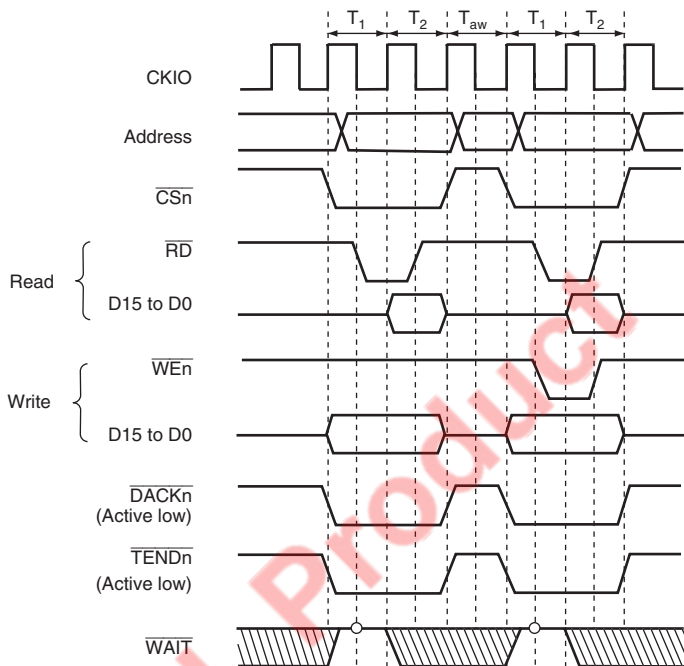 T1 T2 Taw T1 T2
CKIO
Address
CSn
Read
RD
D15 to D0
Write
WEn
D15 to D0
DACKn
(Active low)
TENDn
(Active low)
WAIT
Product